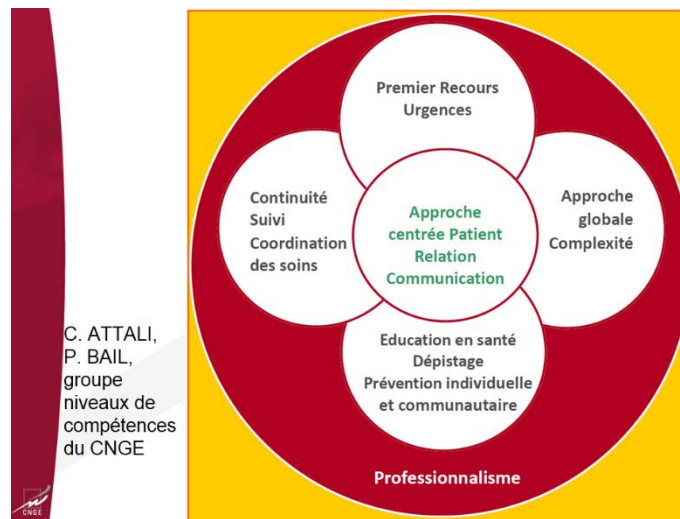 Premier Recours
Urgences
Continuité
Suivi
Coordination
des soins
Approche
centrée Patient
Relation
Communication
Approche
globale
Complexité
Education en santé
Dépistage
Prévention individuelle
et communautaire
Professionnalisme
C. ATTALI,
P. BAIL,
groupe
niveaux de
compétences
du CNGE
CNGE